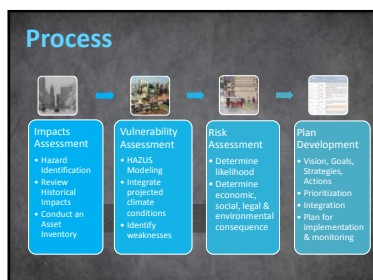 Process
Impacts
Assessment
• Hazard
Identification
• Review
Historical
Impacts
• Conduct an
Asset
Inventory
Vulnerability
Assessment
• HAZUS
Modeling
• Integrate
projected
climate
conditions
• Identify
weaknesses
Risk
Assessment
• Determine
likelihood
• Determine
economic,
social, legal &
environmental
consequence
Plan
Development
• Vision, Goals,
Strategies,
Actions
• Prioritization
• Integration
• Plan for
implementation
& monitoring